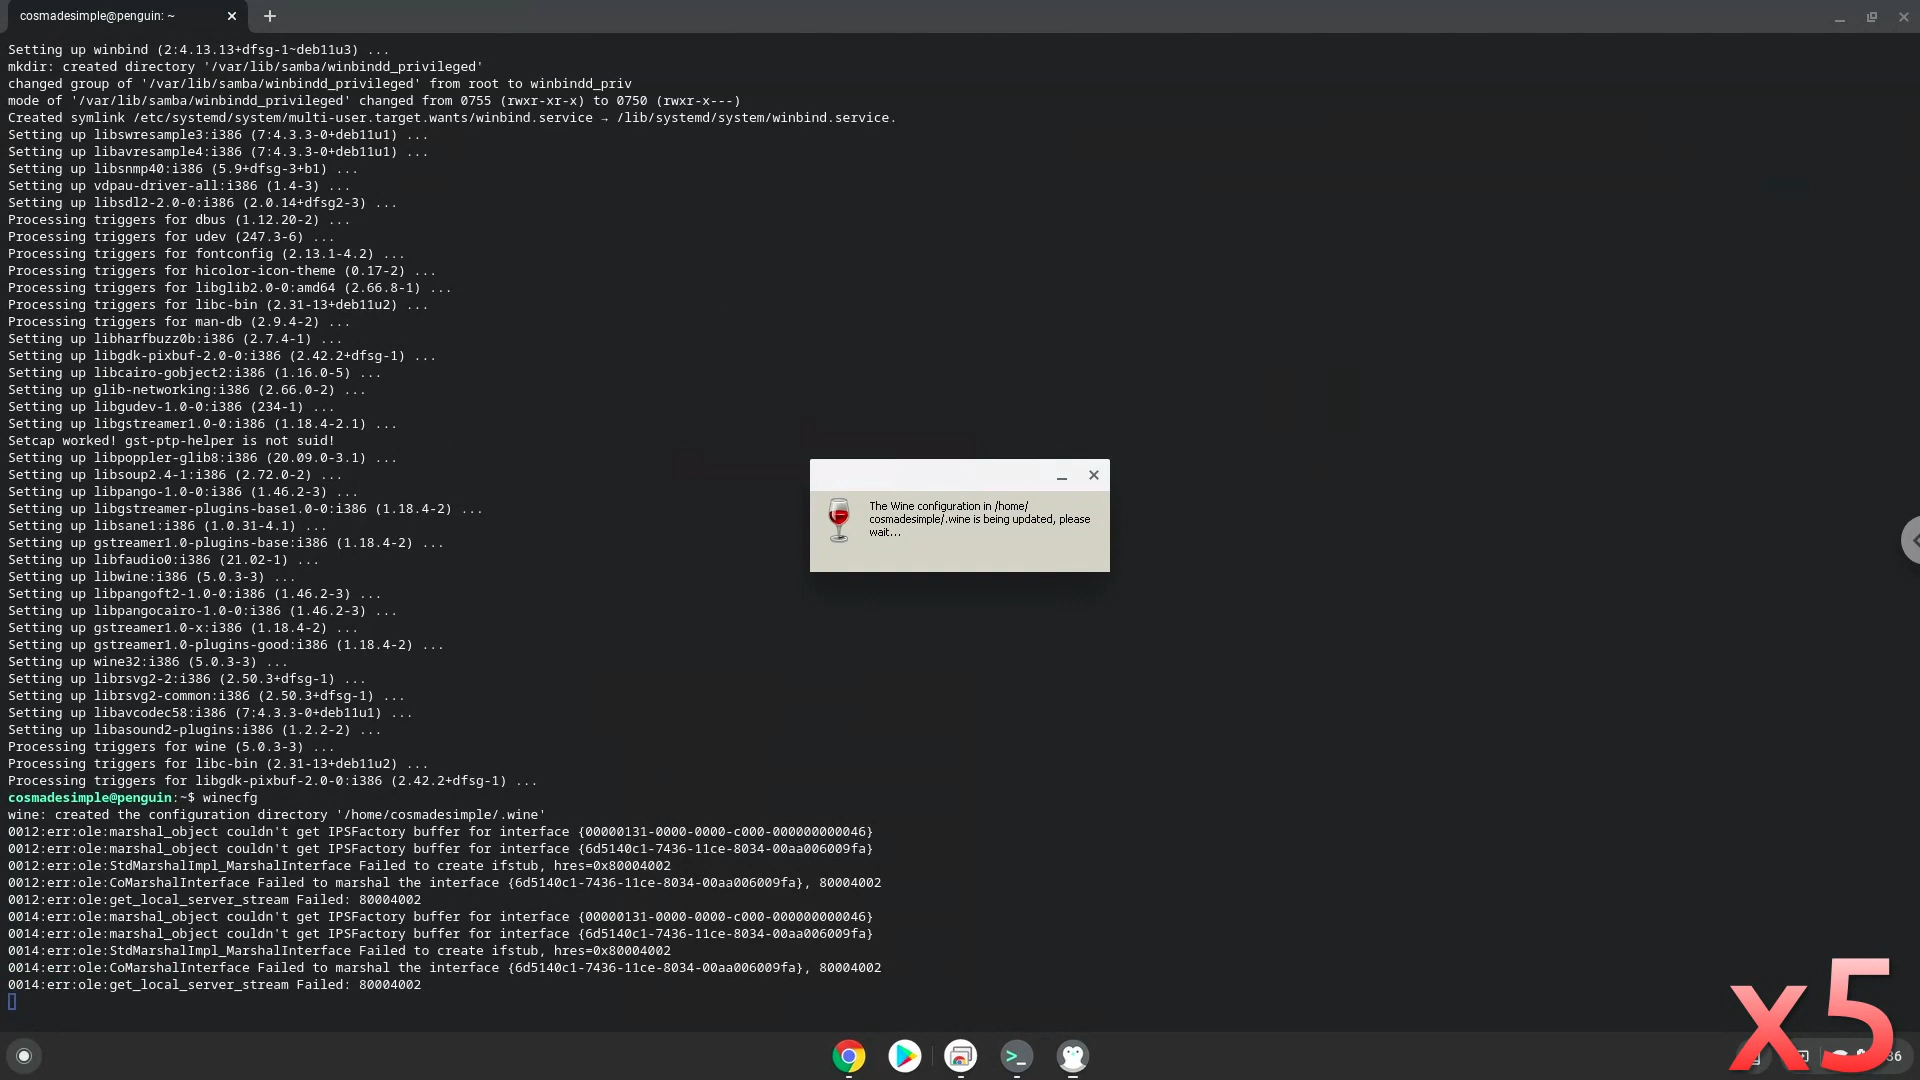 cosmadesimple@penguin: ~
Setting up winbind (2:4.13.13+dfsg-1~deb11u3) ...
mkdir: created directory '/var/lib/samba/winbindd_privileged'
changed group of '/var/lib/samba/winbindd_privileged' from root to winbindd_priv
mode of '/var/lib/samba/winbindd_privileged' changed from 0755 (rwxr-xr-x) to 0750 (rwxr-x---)
Created symlink /etc/systemd/system/multi-user.target.wants/winbind.service → /lib/systemd/system/winbind.service.
Setting up libswresample3:i386 (7:4.3.3-0+deb11u1) ...
Setting up libavresample4:i386 (7:4.3.3-0+deb11u1) ...
Setting up libsnmp40:i386 (5.9+dfsg-3+b1) ...
Setting up vdpau-driver-all:i386 (1.4-3) ...
Setting up libsdl2-2.0-0:i386 (2.0.14+dfsg2-3) ...
Processing triggers for dbus (1.12.20-2) ...
Processing triggers for udev (247.3-6) ...
Processing triggers for fontconfig (2.13.1-4.2) ...
Processing triggers for hicolor-icon-theme (0.17-2) ...
Processing triggers for libglib2.0-0:amd64 (2.66.8-1) ...
Processing triggers for libc-bin (2.31-13+deb11u2) ...
Processing triggers for man-db (2.9.4-2) ...
Setting up libharfbuzz0b:i386 (2.7.4-1) ...
Setting up libgdk-pixbuf-2.0-0:i386 (2.42.2+dfsg-1) ...
Setting up libcairo-gobject2:i386 (1.16.0-5) ...
Setting up glib-networking:i386 (2.66.0-2) ...
Setting up libgudev-1.0-0:i386 (234-1) ...
Setting up libgstreamer1.0-0:i386 (1.18.4-2.1) ...
Setcap worked! gst-ptp-helper is not suid!
Setting up libpoppler-glib8:i386 (20.09.0-3.1) ...
Setting up libsoup2.4-1:i386 (2.72.0-2) ...
Setting up libpango-1.0-0:i386 (1.46.2-3) ...
Setting up libgstreamer-plugins-base1.0-0:i386 (1.18.4-2) ...
Setting up libsane1:i386 (1.0.31-4.1) ...
Setting up gstreamer1.0-plugins-base:i386 (1.18.4-2) ...
Setting up libfaudio0:i386 (21.02-1) ...
Setting up libwine:i386 (5.0.3-3) ...
Setting up libpangoft2-1.0-0:i386 (1.46.2-3) ...
Setting up libpangocairo-1.0-0:i386 (1.46.2-3) ...
Setting up gstreamer1.0-x:i386 (1.18.4-2) ...
Setting up gstreamer1.0-plugins-good:i386 (1.18.4-2) ...
Setting up wine32:i386 (5.0.3-3) ...
Setting up librsvg2-2:i386 (2.50.3+dfsg-1) ...
Setting up librsvg2-common:i386 (2.50.3+dfsg-1) ...
Setting up libavcodec58:i386 (7:4.3.3-0+deb11u1) ...
Setting up libasound2-plugins:i386 (1.2.2-2) ...
Processing triggers for wine (5.0.3-3) ...
Processing triggers for libc-bin (2.31-13+deb11u2) ...
Processing triggers for libgdk-pixbuf-2.0-0:i386 (2.42.2+dfsg-1) ...
cosmadesimple@penguin:~$ winecfg
wine: created the configuration directory '/home/cosmadesimple/.wine'
0012:err:ole:marshal_object couldn't get IPSFactory buffer for interface {00000131-0000-0000-c000-000000000046}
0012:err:ole:marshal_object couldn't get IPSFactory buffer for interface {6d5140c1-7436-11ce-8034-00aa006009fa}
0012:err:ole:StdMarshalImpl_MarshalInterface Failed to create ifstub, hres=0x80004002
0012:err:ole:CoMarshalInterface Failed to marshal the interface {6d5140c1-7436-11ce-8034-00aa006009fa}, 80004002
0012:err:ole:get_local_server_stream Failed: 80004002
0014:err:ole:marshal_object couldn't get IPSFactory buffer for interface {00000131-0000-0000-c000-000000000046}
0014:err:ole:marshal_object couldn't get IPSFactory buffer for interface {6d5140c1-7436-11ce-8034-00aa006009fa}
0014:err:ole:StdMarshalImpl_MarshalInterface Failed to create ifstub, hres=0x80004002
0014:err:ole:CoMarshalInterface Failed to marshal the interface {6d5140c1-7436-11ce-8034-00aa006009fa}, 80004002
0014:err:ole:get_local_server_stream Failed: 80004002
The Wine configuration in /home/
cosmadesimple/.wine is being updated, please
wait...
x5